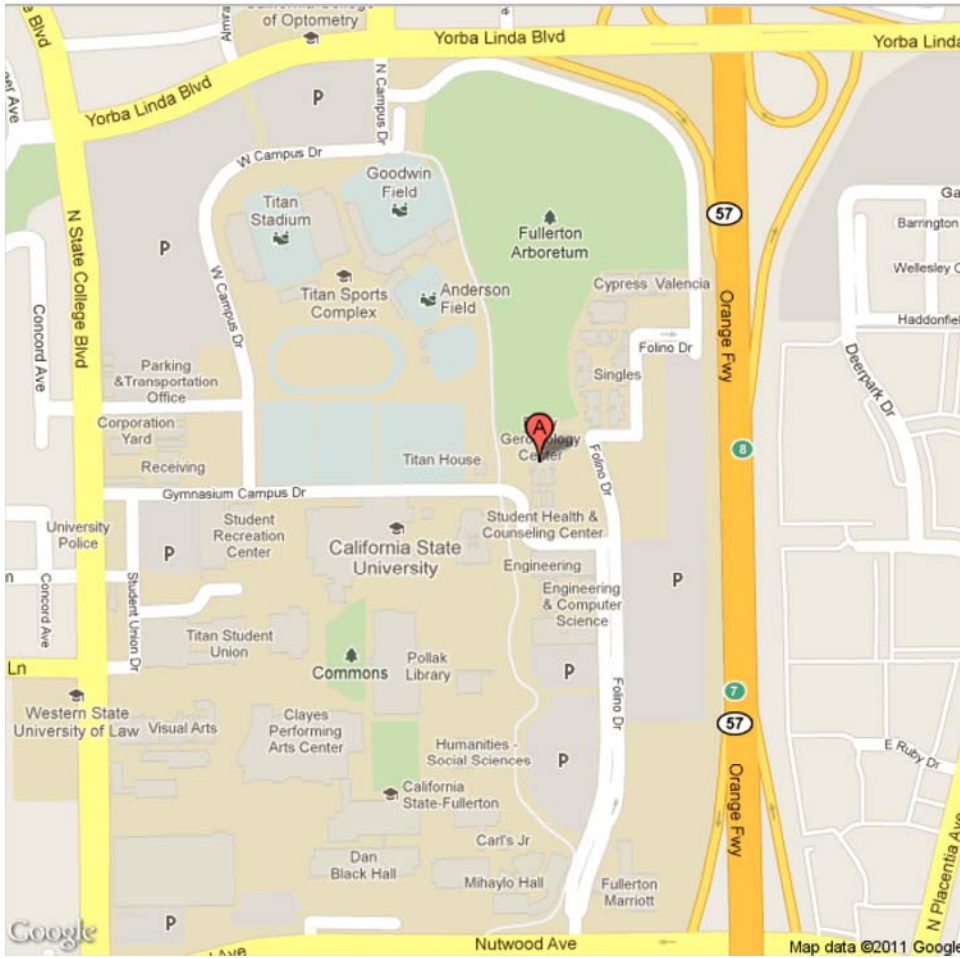 California College
of Optometry
Yorba Linda Blvd
Yorba Linda
e Blvd
Yorba Linda Blvd
N Campus Dr
P
W Campus Dr
Goodwin
Field
Titan
Stadium
57
Ga
Barrington
Fullerton
Arboretum
N State College Blvd
P
W Campus Dr
Wellesley C
Titan Sports
Complex
Anderson
Field
Cypress Valencia
Haddonfield
Concord Ave
Orange Fwy
Folino Dr
Deerpark Dr
Parking
&Transportation
Office
Singles
Corporation
Yard
A
Gerontology
Center
Folino Dr
8
Receiving
Titan House
Gymnasium Campus Dr
University
Police
Student
Recreation
Center
P
Student Health &
Counseling Center
California State
University
Engineering
P
Concord Ave
Student Union Dr
Engineering
& Computer
Science
Titan Student
Union
Ln
Commons
Pollak
Library
P
Folino Dr
7
Western State
University of Law
Visual Arts
Clayes
Performing
Arts Center
57
Humanities -
Social Sciences
E Ruby Dr
P
California
State-Fullerton
Orange Fwy
Carl's Jr
Dan
Black Hall
Mihaylo Hall
Fullerton
Marriott
N Placentia Ave
P
Google
Nutwood Ave
Map data ©2011 Google